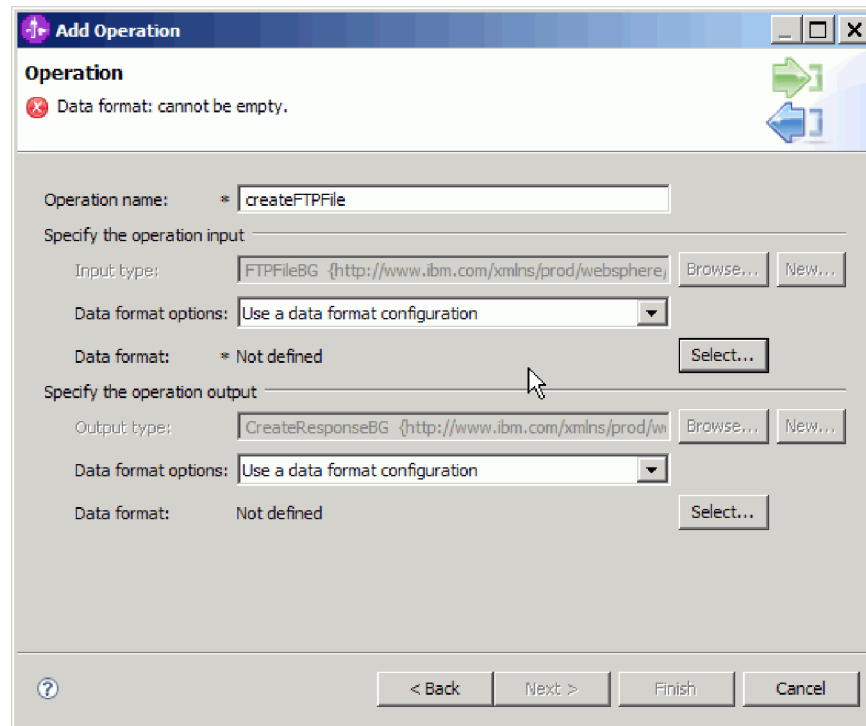 Add Operation
Operation
Data format: cannot be empty.
Operation name: * createFTPFile
Specify the operation input
Input type: FTPFileBG {http://www.ibm.com/xmlns/prod/websphere/ Browse... New...
Data format options: Use a data format configuration
Data format: * Not defined Select...
Specify the operation output
Output type: CreateResponseBG {http://www.ibm.com/xmlns/prod/w Browse... New...
Data format options: Use a data format configuration
Data format: Not defined Select...
? < Back Next > Finish Cancel